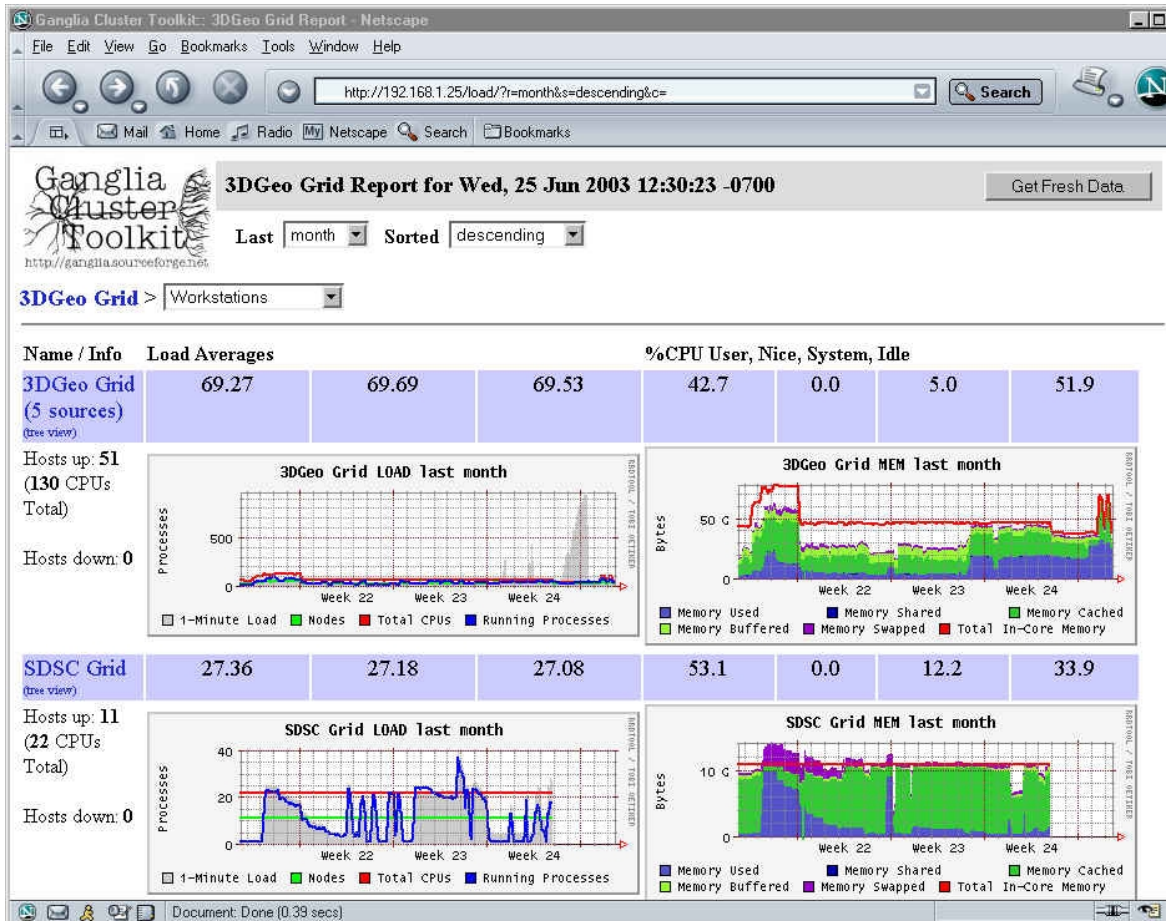 Ganglia Cluster Toolkit:: 3DGeo Grid Report - Netscape
File Edit View Go Bookmarks Tools Window Help
http://192.168.1.25/load/?r=month&s=descending&c=
Search
Mail Home Radio My Netscape Search Bookmarks
Ganglia Cluster Toolkit
http://ganglia.sourceforge.net
3DGeo Grid Report for Wed, 25 Jun 2003 12:30:23 -0700
Get Fresh Data
Last month Sorted descending
3DGeo Grid > Workstations
Name / Info Load Averages %CPU User, Nice, System, Idle
3DGeo Grid (5 sources) 69.27 69.69 69.53 42.7 0.0 5.0 51.9
(tree view)
Hosts up: 51
(130 CPUs
Total)
Hosts down: 0
3DGeo Grid LOAD last month
Processes
500
0
Week 22 Week 23 Week 24
1-Minute Load Nodes Total CPUs Running Processes
RRDTOOL / TOBI OETIKER
3DGeo Grid MEM last month
Bytes
50 G
0
Week 22 Week 23 Week 24
Memory Used Memory Shared Memory Cached
Memory Buffered Memory Swapped Total In-Core Memory
RRDTOOL / TOBI OETIKER
SDSC Grid 27.36 27.18 27.08 53.1 0.0 12.2 33.9
(tree view)
Hosts up: 11
(22 CPUs
Total)
Hosts down: 0
SDSC Grid LOAD last month
Processes
40
20
0
Week 22 Week 23 Week 24
1-Minute Load Nodes Total CPUs Running Processes
RRDTOOL / TOBI OETIKER
SDSC Grid MEM last month
Bytes
10 G
0
Week 22 Week 23 Week 24
Memory Used Memory Shared Memory Cached
Memory Buffered Memory Swapped Total In-Core Memory
RRDTOOL / TOBI OETIKER
Document: Done (0.39 secs)